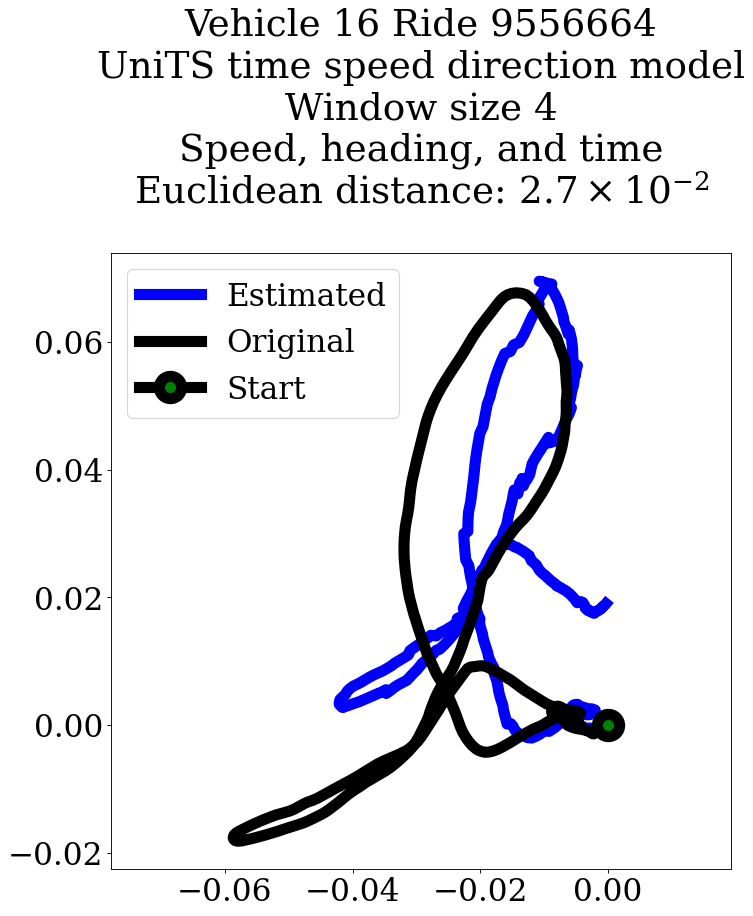 Vehicle 16 Ride 9556664
UniTS time speed direction model
Window size 4
Speed, heading, and time
Euclidean distance: $2.7 \times 10^{-2}$
Estimated
Original
Start
0.06
0.04
0.02
0.00
−0.02
−0.06 −0.04 −0.02 0.00